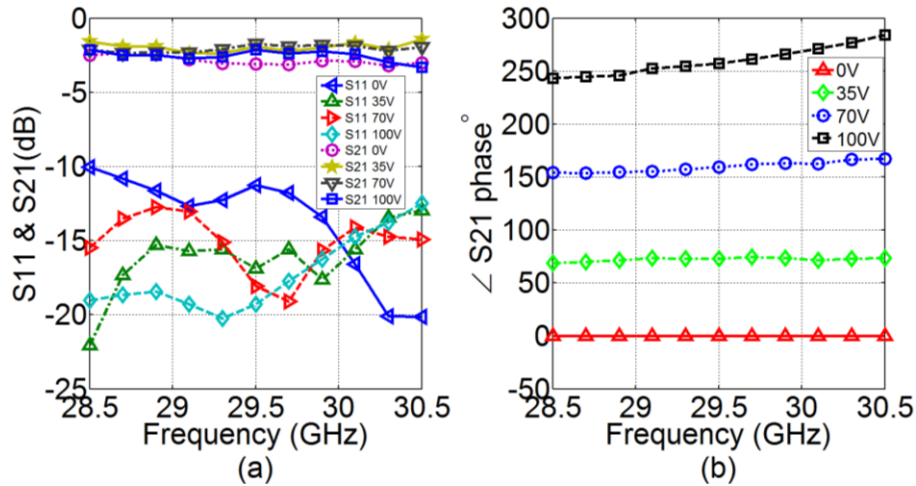 0
-5
-10
-15
-20
-25
28.5
29
29.5
30
30.5
S11 & S21(dB)
Frequency (GHz)
S11 0V
S11 35V
S11 70V
S11 100V
S21 0V
S21 35V
S21 70V
S21 100V
(a)
300
250
200
150
100
50
0
-50
28.5
29
29.5
30
30.5
∠ S21 phase°
Frequency (GHz)
0V
35V
70V
100V
(b)